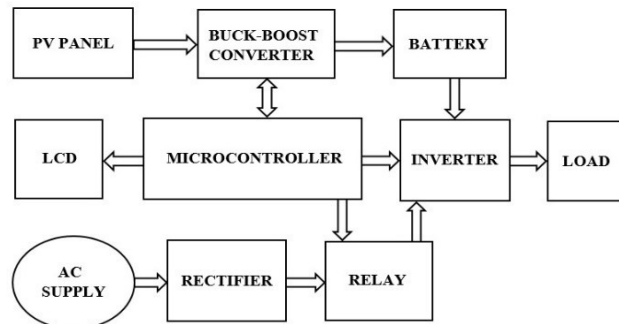 PV PANEL
BUCK-BOOST
CONVERTER
BATTERY
LCD
MICROCONTROLLER
INVERTER
LOAD
AC
SUPPLY
RECTIFIER
RELAY